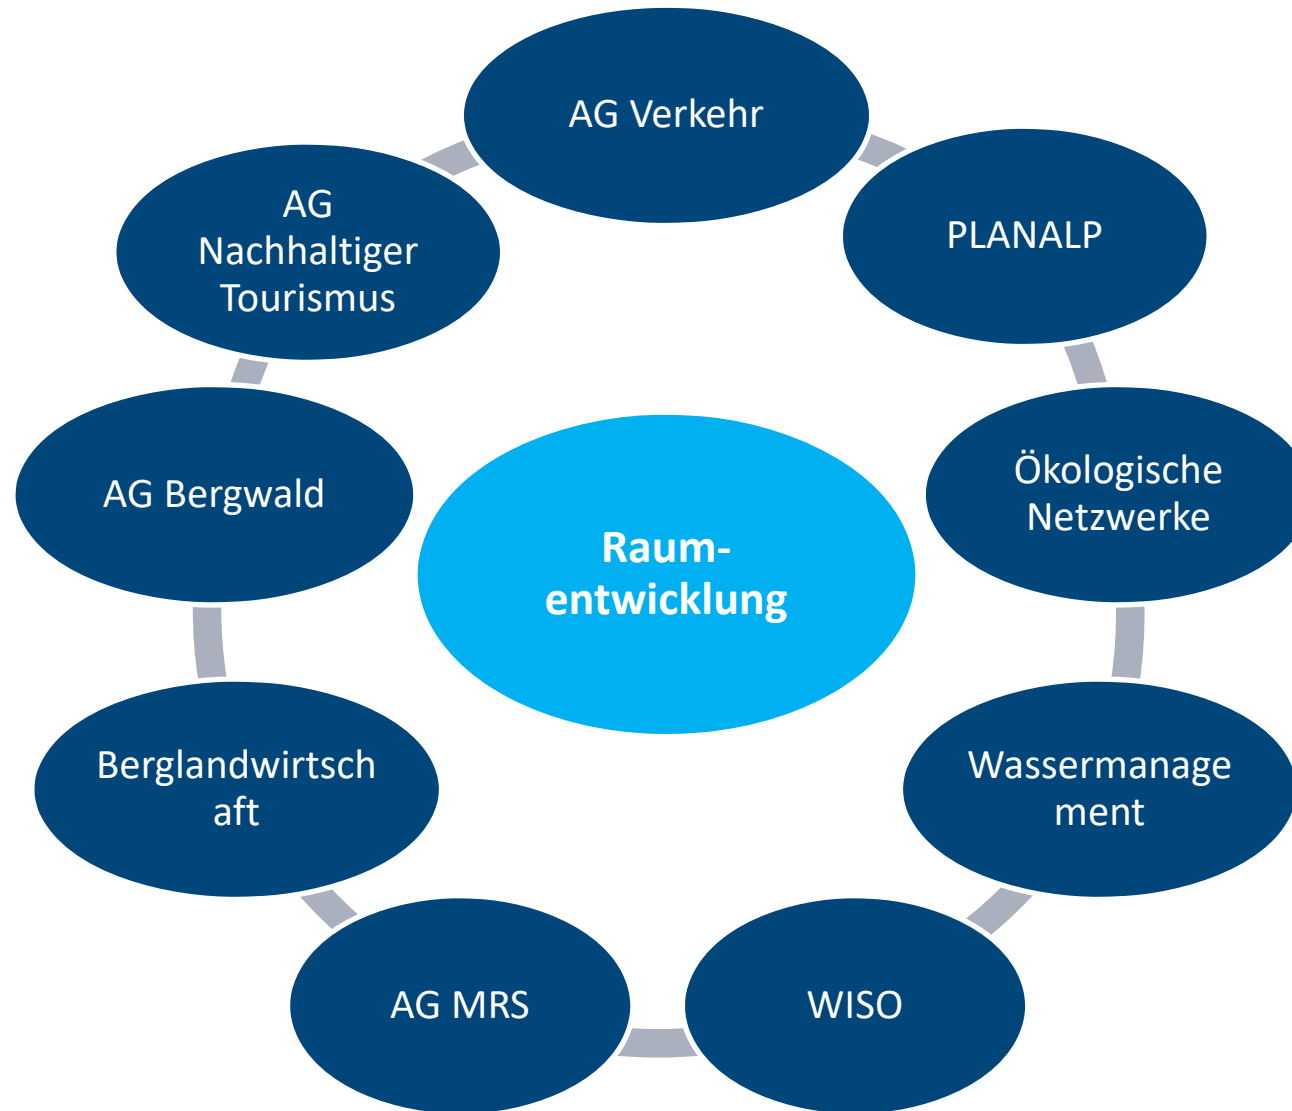 AG Verkehr
PLANALP
Ökologische
Netzwerke
Wassermanage
ment
WISO
AG MRS
Berglandwirtsch
aft
AG Bergwald
AG
Nachhaltiger
Tourismus
Raum-
entwicklung